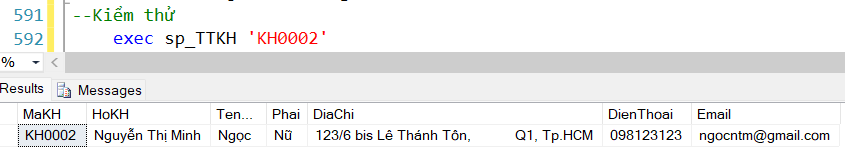 591 --Kiểm thử
592 exec sp_TTKH 'KH0002'
%
Results Messages
MaKH HoKH Ten... Phai DiaChi DienThoai Email
KH0002 Nguyễn Thị Minh Ngọc Nữ 123/6 bis Lê Thánh Tôn, Q1, Tp.HCM 098123123 ngocntm@gmail.com